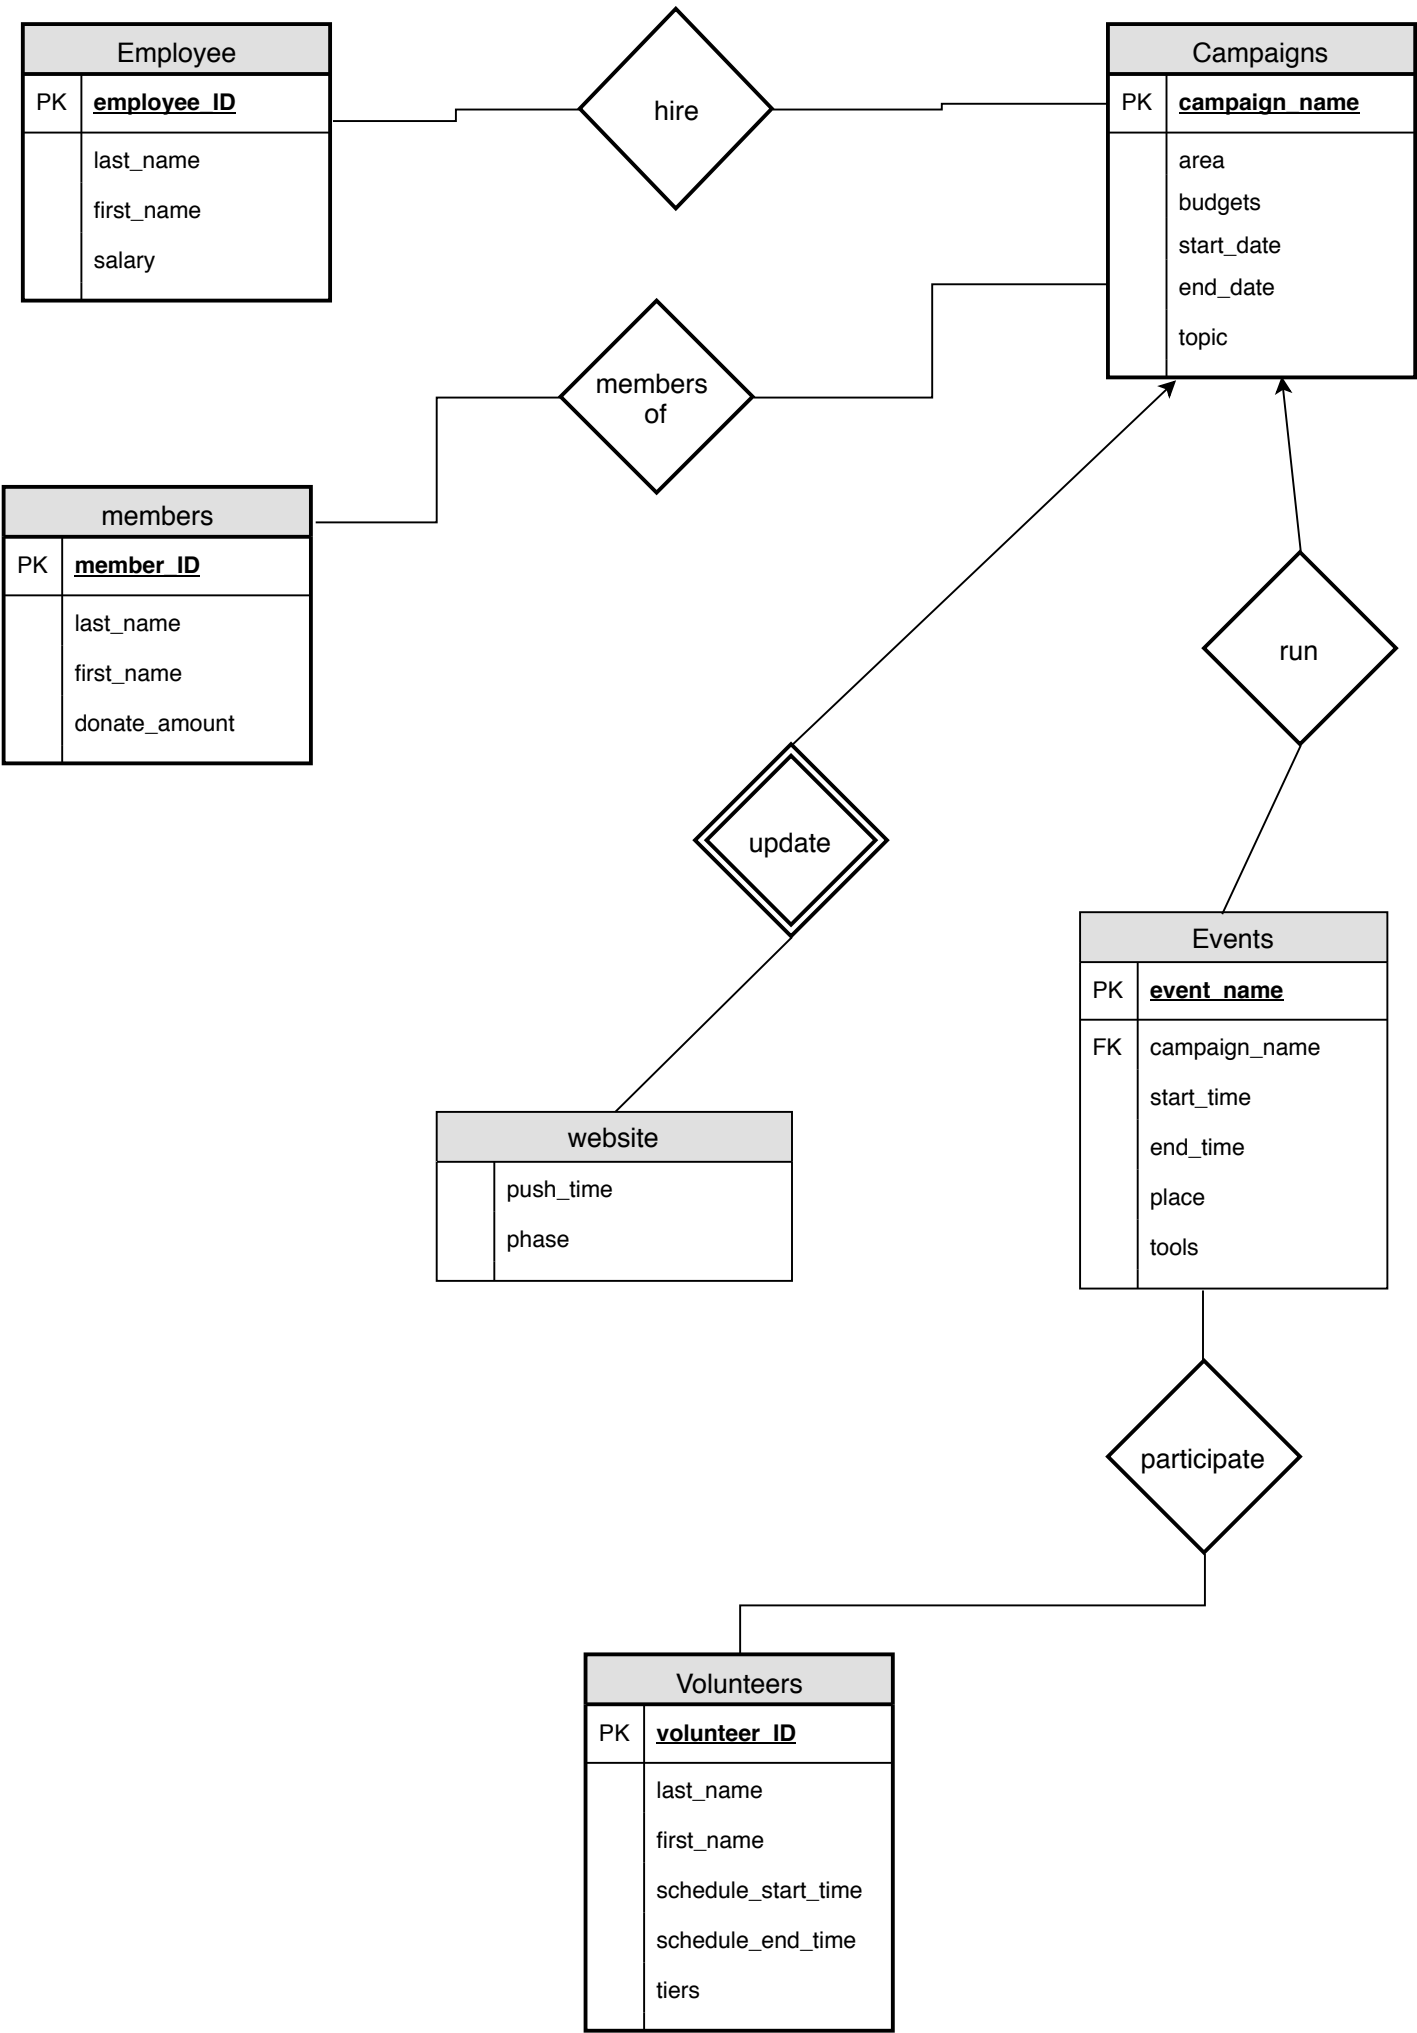 Employee
PK employee_ID
last_name
first_name
salary
hire
Campaigns
PK campaign_name
area
budgets
start_date
end_date
topic
members
of
members
PK member_ID
last_name
first_name
donate_amount
run
update
Events
PK event_name
FK campaign_name
start_time
end_time
place
tools
website
push_time
phase
participate
Volunteers
PK volunteer_ID
last_name
first_name
schedule_start_time
schedule_end_time
tiers